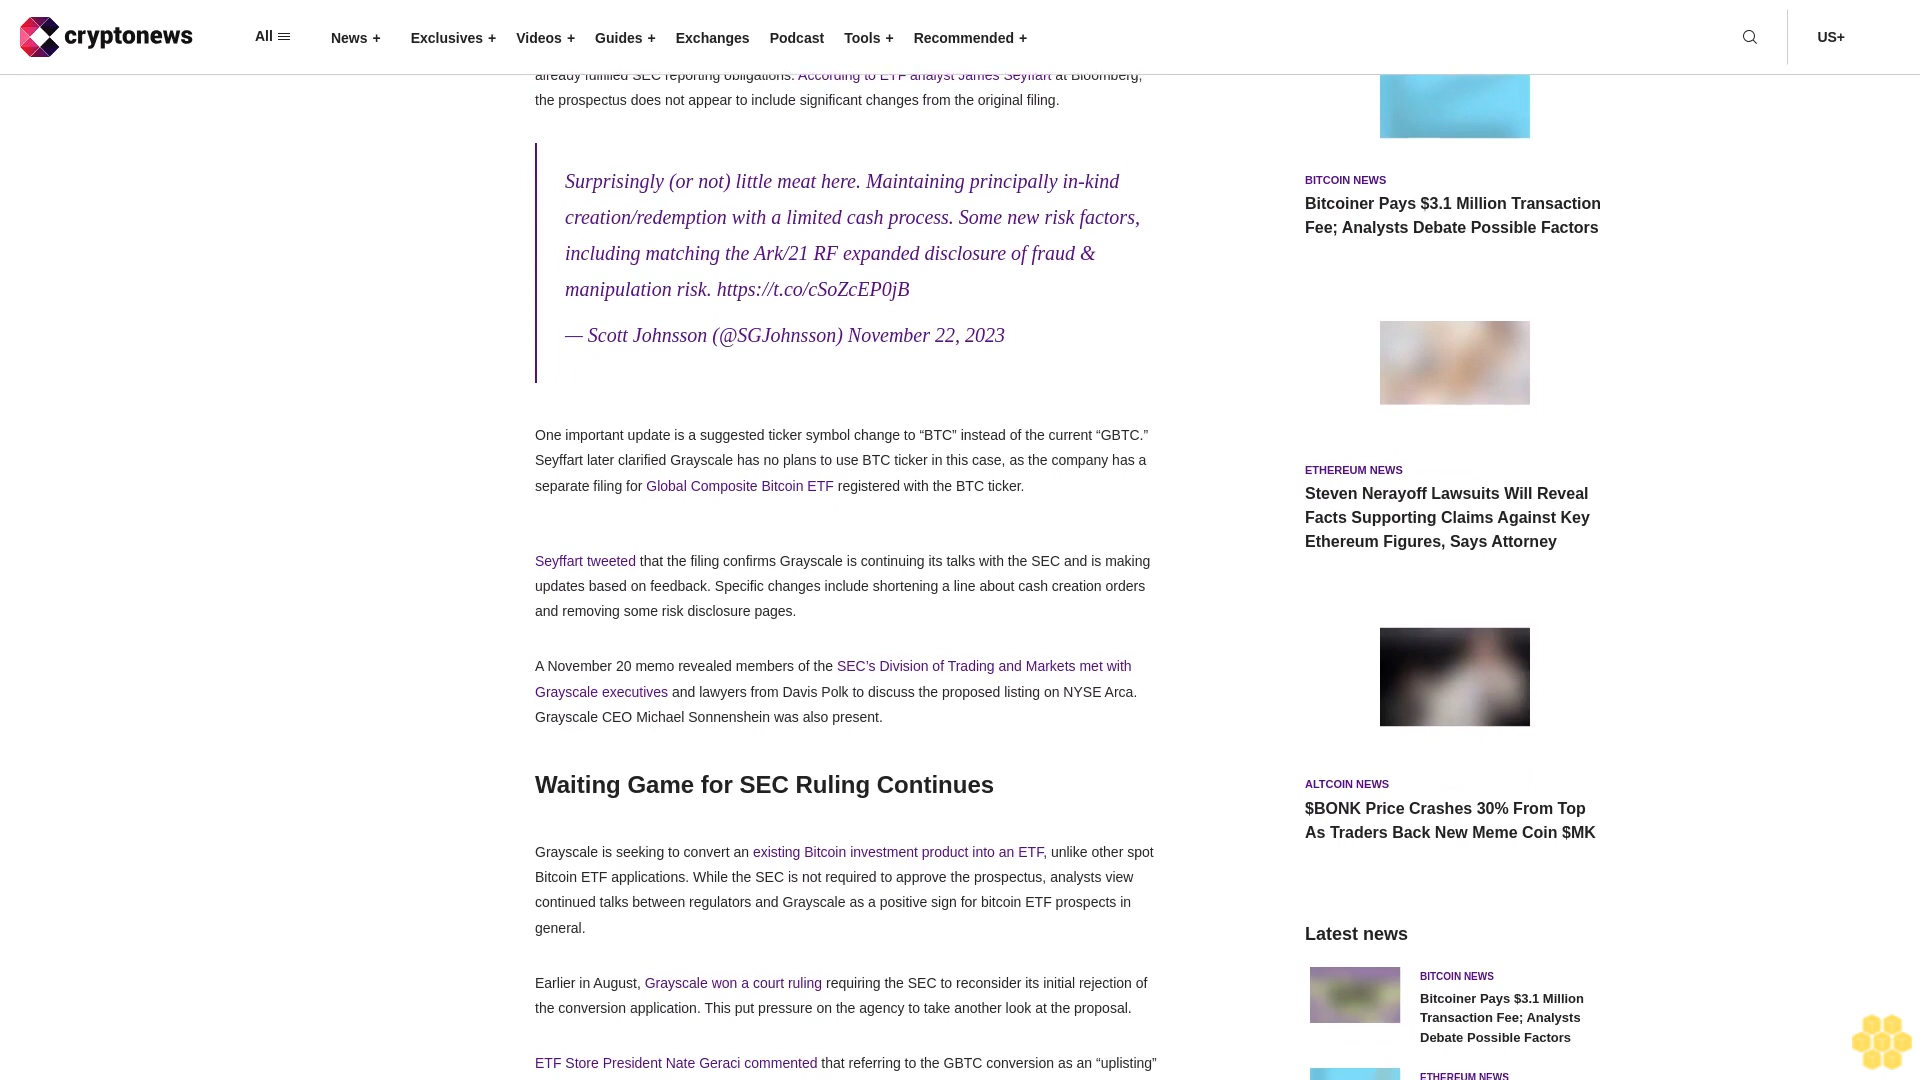 cryptonews
All
News +
Exclusives +
Videos +
Guides +
Exchanges
Podcast
Tools +
Recommended +
US+
already fulfilled SEC reporting obligations. According to ETF analyst James Seyffart at Bloomberg,
the prospectus does not appear to include significant changes from the original filing.
Surprisingly (or not) little meat here. Maintaining principally in-kind
creation/redemption with a limited cash process. Some new risk factors,
including matching the Ark/21 RF expanded disclosure of fraud &
manipulation risk. https://t.co/cSoZcEP0jB
— Scott Johnsson (@SGJohnsson) November 22, 2023
One important update is a suggested ticker symbol change to “BTC” instead of the current “GBTC.”
Seyffart later clarified Grayscale has no plans to use BTC ticker in this case, as the company has a
separate filing for Global Composite Bitcoin ETF registered with the BTC ticker.
Seyffart tweeted that the filing confirms Grayscale is continuing its talks with the SEC and is making
updates based on feedback. Specific changes include shortening a line about cash creation orders
and removing some risk disclosure pages.
A November 20 memo revealed members of the SEC’s Division of Trading and Markets met with
Grayscale executives and lawyers from Davis Polk to discuss the proposed listing on NYSE Arca.
Grayscale CEO Michael Sonnenshein was also present.
Waiting Game for SEC Ruling Continues
Grayscale is seeking to convert an existing Bitcoin investment product into an ETF, unlike other spot
Bitcoin ETF applications. While the SEC is not required to approve the prospectus, analysts view
continued talks between regulators and Grayscale as a positive sign for bitcoin ETF prospects in
general.
Earlier in August, Grayscale won a court ruling requiring the SEC to reconsider its initial rejection of
the conversion application. This put pressure on the agency to take another look at the proposal.
ETF Store President Nate Geraci commented that referring to the GBTC conversion as an “uplisting”
BITCOIN NEWS
Bitcoiner Pays $3.1 Million Transaction
Fee; Analysts Debate Possible Factors
ETHEREUM NEWS
Steven Nerayoff Lawsuits Will Reveal
Facts Supporting Claims Against Key
Ethereum Figures, Says Attorney
ALTCOIN NEWS
$BONK Price Crashes 30% From Top
As Traders Back New Meme Coin $MK
Latest news
BITCOIN NEWS
Bitcoiner Pays $3.1 Million
Transaction Fee; Analysts
Debate Possible Factors
ETHEREUM NEWS